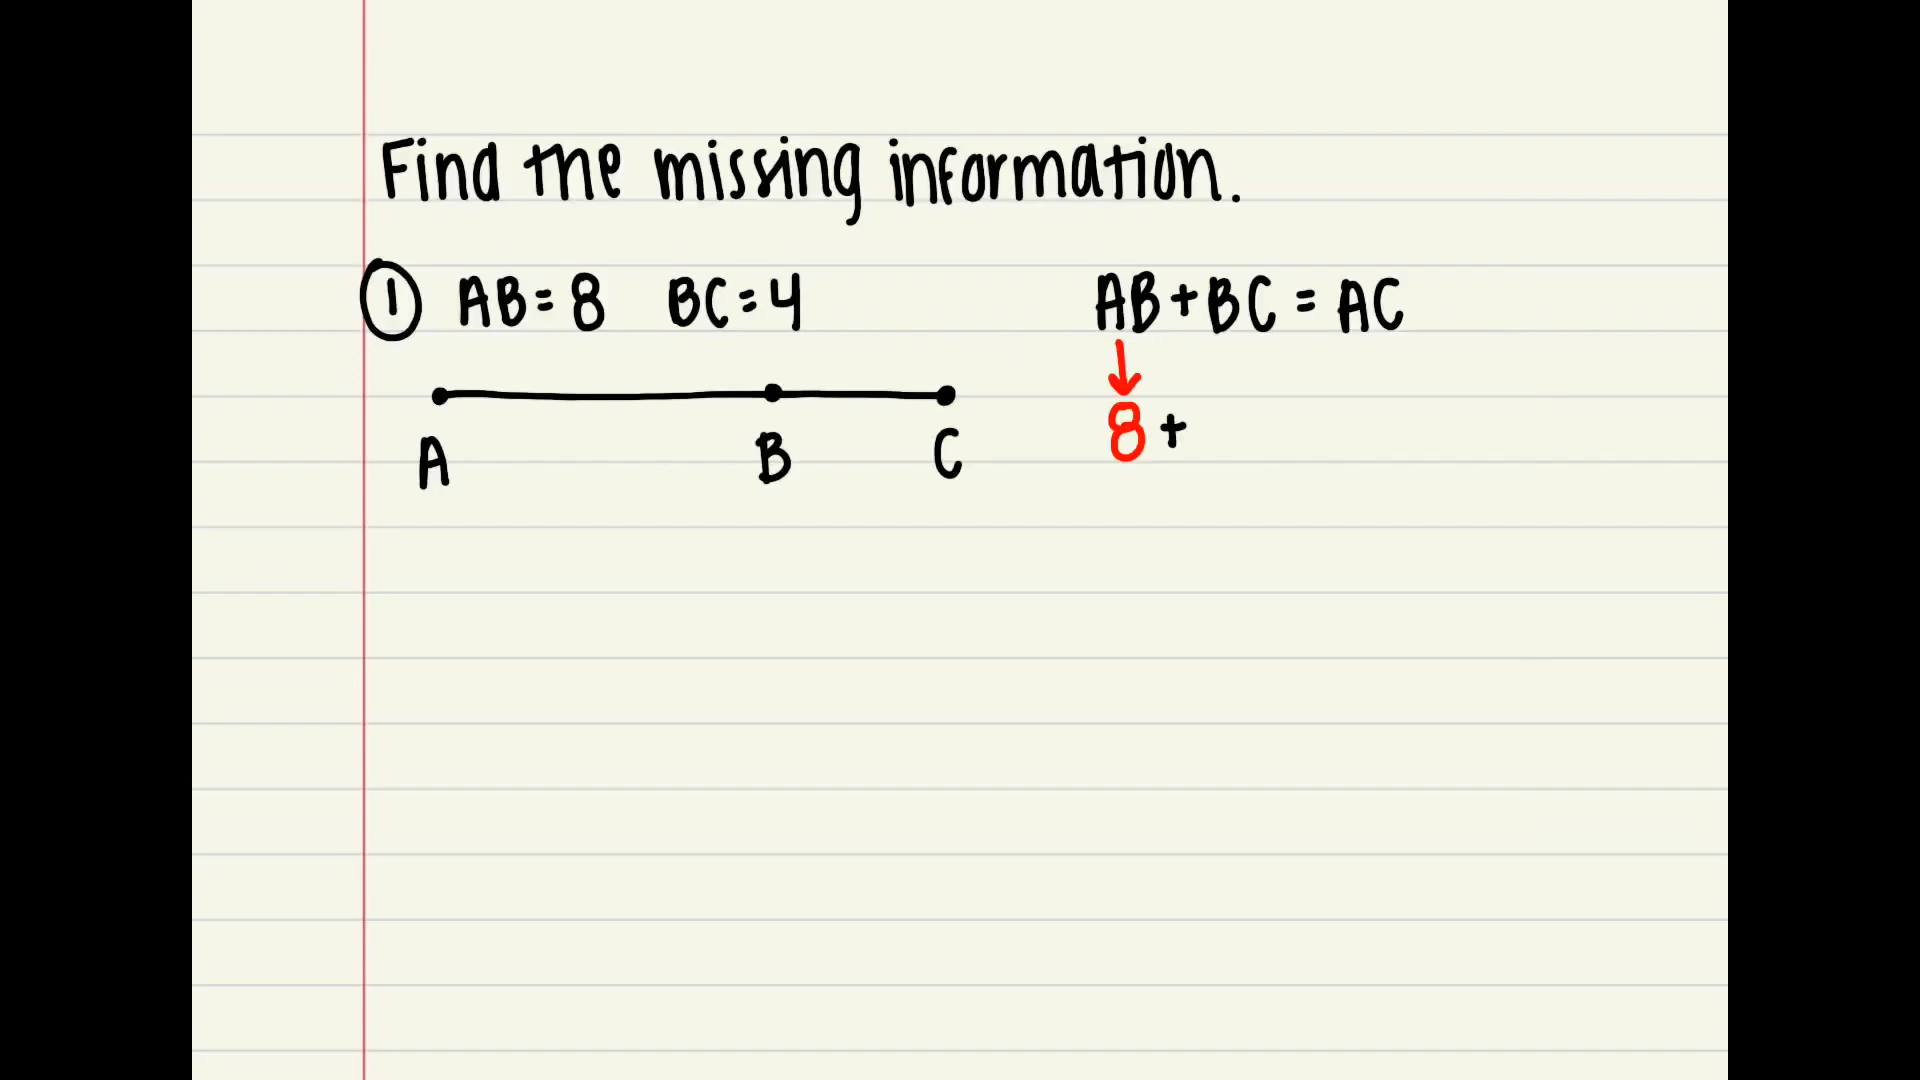 Find the missing information.
① AB=8 BC=4 AB+BC = AC
8+
A B C